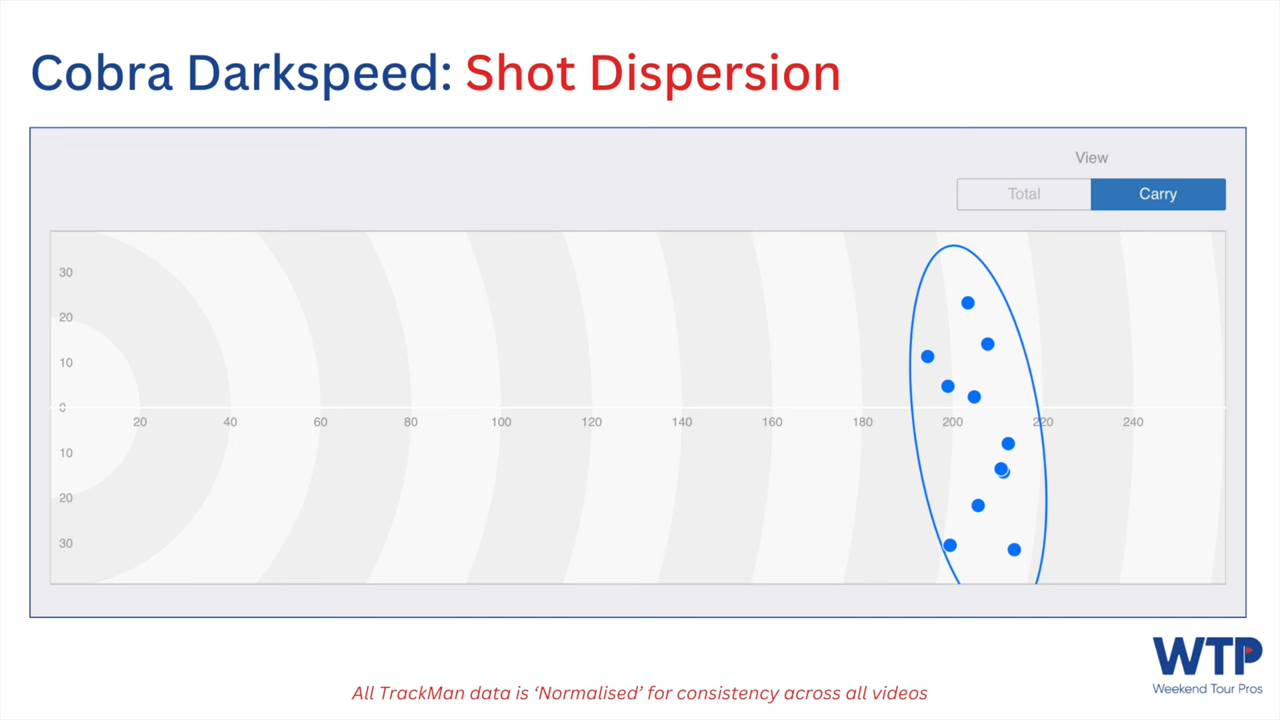 Cobra Darkspeed: Shot Dispersion
View
Total Carry
30
20
10
0
20 40 60 80 100 120 140 160 180 200 220 240
10
20
30
WTP
Weekend Tour Pros
All TrackMan data is ‘Normalised’ for consistency across all videos